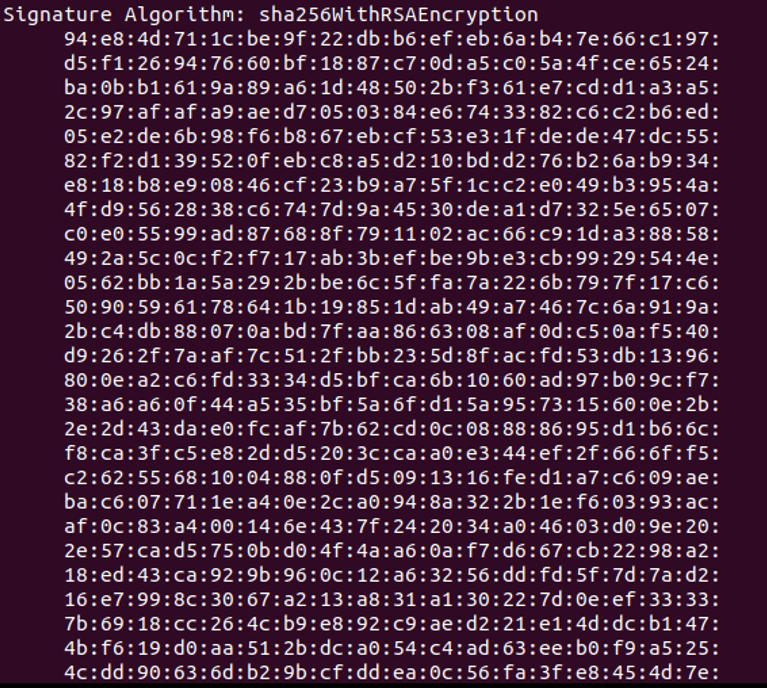 Signature Algorithm: sha256WithRSAEncryption
94:e8:4d:71:1c:be:9f:22:db:b6:ef:eb:6a:b4:7e:66:c1:97:
d5:f1:26:94:76:60:bf:18:87:c7:0d:a5:c0:5a:4f:ce:65:24:
ba:0b:b1:61:9a:89:a6:1d:48:50:2b:f3:61:e7:cd:d1:a3:a5:
2c:97:af:af:a9:ae:d7:05:03:84:e6:74:33:82:c6:c2:b6:ed:
05:e2:de:6b:98:f6:b8:67:eb:cf:53:e3:1f:de:de:47:dc:55:
82:f2:d1:39:52:0f:eb:c8:a5:d2:10:bd:d2:76:b2:6a:b9:34:
e8:18:b8:e9:08:46:cf:23:b9:a7:5f:1c:c2:e0:49:b3:95:4a:
4f:d9:56:28:38:c6:74:7d:9a:45:30:de:a1:d7:32:5e:65:07:
c0:e0:55:99:ad:87:68:8f:79:11:02:ac:66:c9:1d:a3:88:58:
49:2a:5c:0c:f2:f7:17:ab:3b:ef:be:9b:e3:cb:99:29:54:4e:
05:62:bb:1a:5a:29:2b:be:6c:5f:fa:7a:22:6b:79:7f:17:c6:
50:90:59:61:78:64:1b:19:85:1d:ab:49:a7:46:7c:6a:91:9a:
2b:c4:db:88:07:0a:bd:7f:aa:86:63:08:af:0d:c5:0a:f5:40:
d9:26:2f:7a:af:7c:51:2f:bb:23:5d:8f:ac:fd:53:db:13:96:
80:0e:a2:c6:fd:33:34:d5:bf:ca:6b:10:60:ad:97:b0:9c:f7:
38:a6:a6:0f:44:a5:35:bf:5a:6f:d1:5a:95:73:15:60:0e:2b:
2e:2d:43:da:e0:fc:af:7b:62:cd:0c:08:88:86:95:d1:b6:6c:
f8:ca:3f:c5:e8:2d:d5:20:3c:ca:a0:e3:44:ef:2f:66:6f:f5:
c2:62:55:68:10:04:88:0f:d5:09:13:16:fe:d1:a7:c6:09:ae:
ba:c6:07:71:1e:a4:0e:2c:a0:94:8a:32:2b:1e:f6:03:93:ac:
af:0c:83:a4:00:14:6e:43:7f:24:20:34:a0:46:03:d0:9e:20:
2e:57:ca:d5:75:0b:d0:4f:4a:a6:0a:f7:d6:67:cb:22:98:a2:
18:ed:43:ca:92:9b:96:0c:12:a6:32:56:dd:fd:5f:7d:7a:d2:
16:e7:99:8c:30:67:a2:13:a8:31:a1:30:22:7d:0e:ef:33:33:
7b:69:18:cc:26:4c:b9:e8:92:c9:ae:d2:21:e1:4d:dc:b1:47:
4b:f6:19:d0:aa:51:2b:dc:a0:54:c4:ad:63:ee:b0:f9:a5:25:
4c:dd:90:63:6d:b2:9b:cf:dd:ea:0c:56:fa:3f:e8:45:4d:7e: